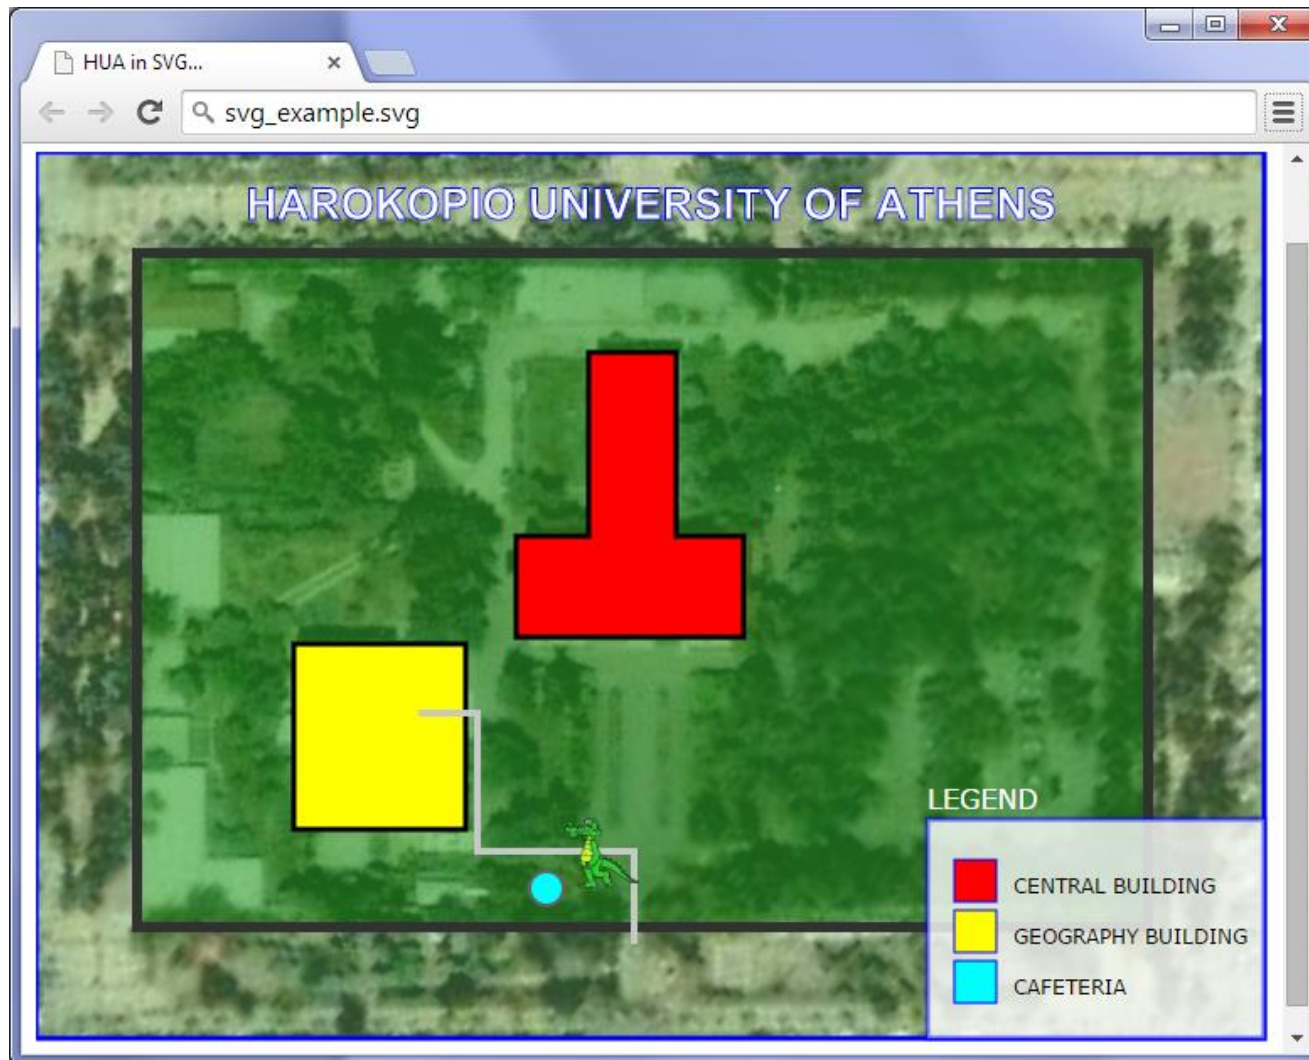 HUA in SVG...
svg_example.svg
HAROKOPIO UNIVERSITY OF ATHENS
LEGEND
CENTRAL BUILDING
GEOGRAPHY BUILDING
CAFETERIA